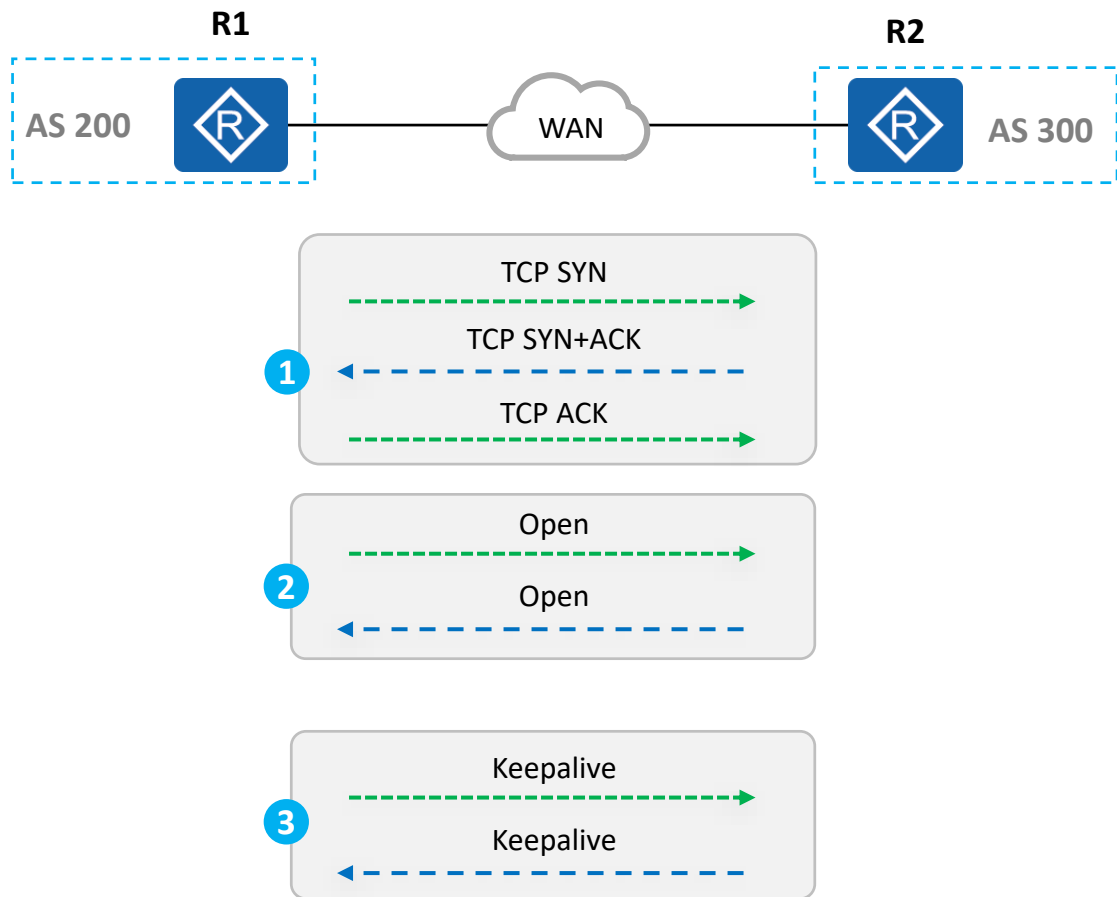 R1
R2
AS 200
R
WAN
R
AS 300
TCP SYN
TCP SYN+ACK
1
TCP ACK
Open
2
Open
Keepalive
3
Keepalive